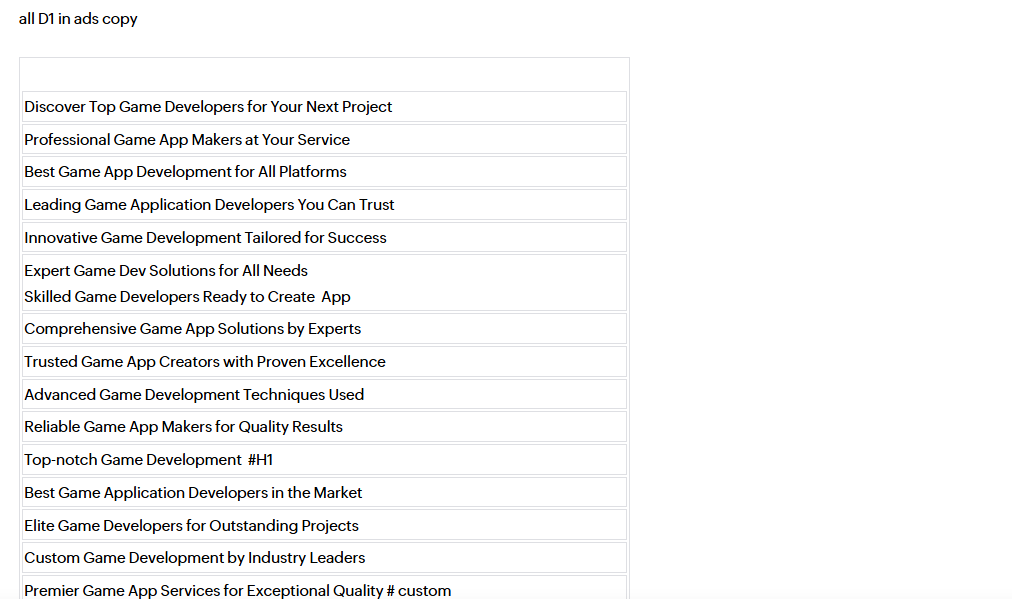 all D1 in ads copy
Discover Top Game Developers for Your Next Project
Professional Game App Makers at Your Service
Best Game App Development for All Platforms
Leading Game Application Developers You Can Trust
Innovative Game Development Tailored for Success
Expert Game Dev Solutions for All Needs
Skilled Game Developers Ready to Create  App
Comprehensive Game App Solutions by Experts
Trusted Game App Creators with Proven Excellence
Advanced Game Development Techniques Used
Reliable Game App Makers for Quality Results
Top-notch Game Development  #H1
Best Game Application Developers in the Market
Elite Game Developers for Outstanding Projects
Custom Game Development by Industry Leaders
Premier Game App Services for Exceptional Quality # custom